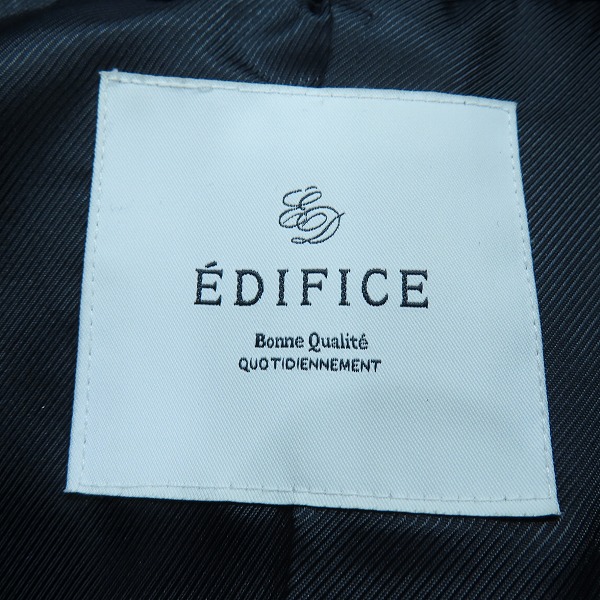 ED
ÉDIFICE
Bonne Qualité
QUOTIDIENNEMENT